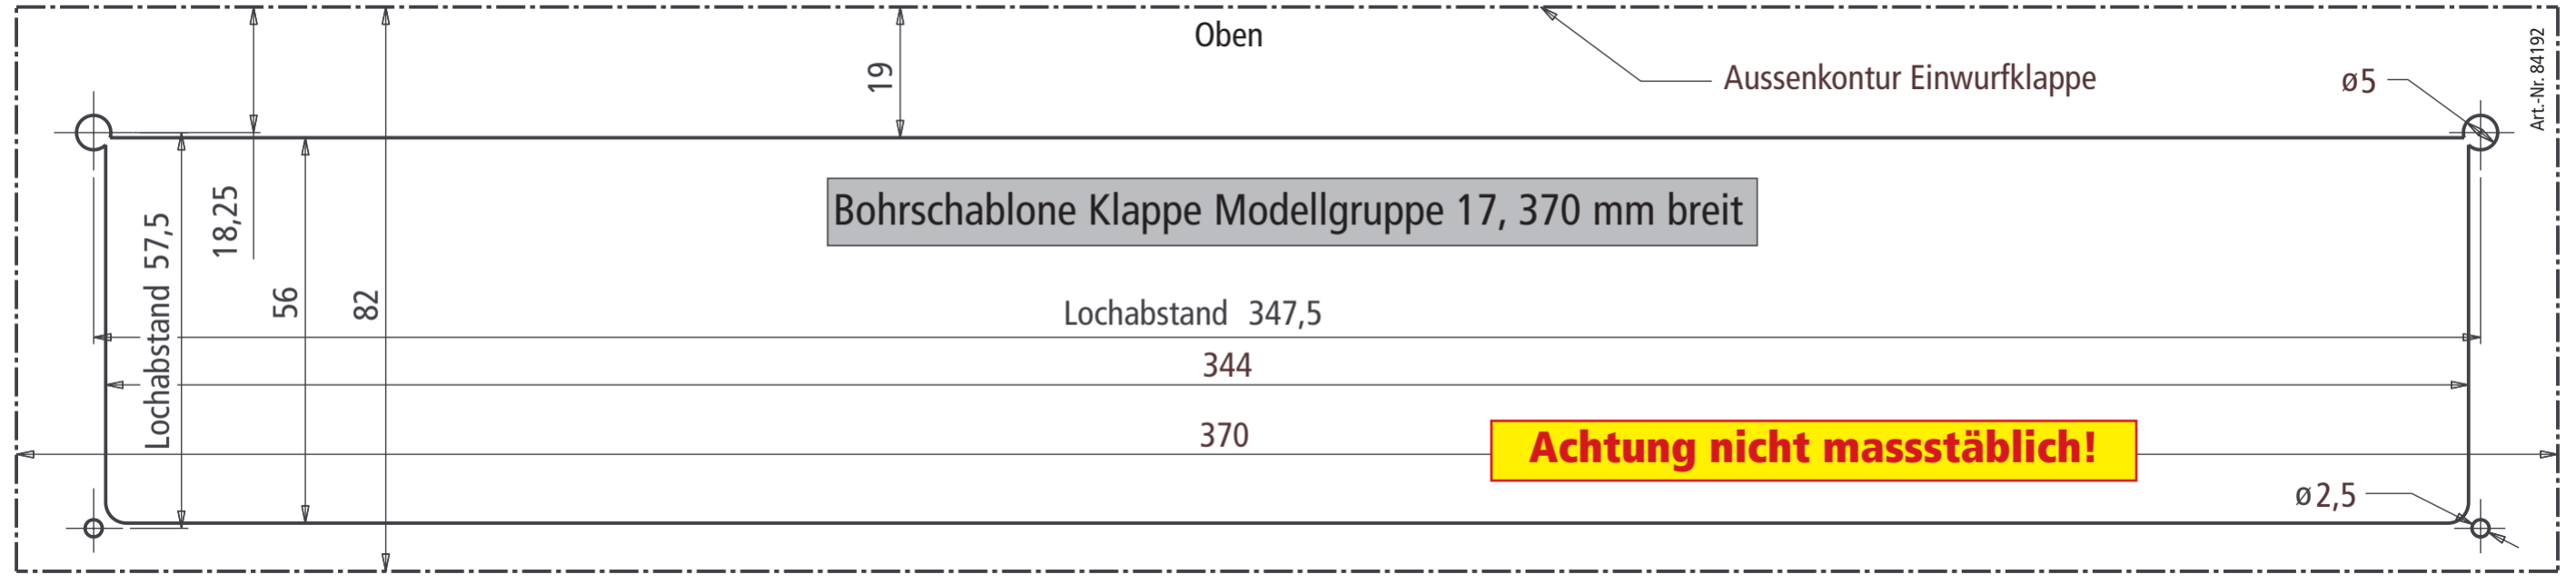 Oben
19
Aussenkontur Einwurfklappe
ø5
Art.-Nr. 84192
Bohrschablone Klappe Modellgruppe 17, 370 mm breit
Lochabstand 57,5
18,25
56
82
Lochabstand 347,5
344
370
Achtung nicht massstäblich!
ø2,5